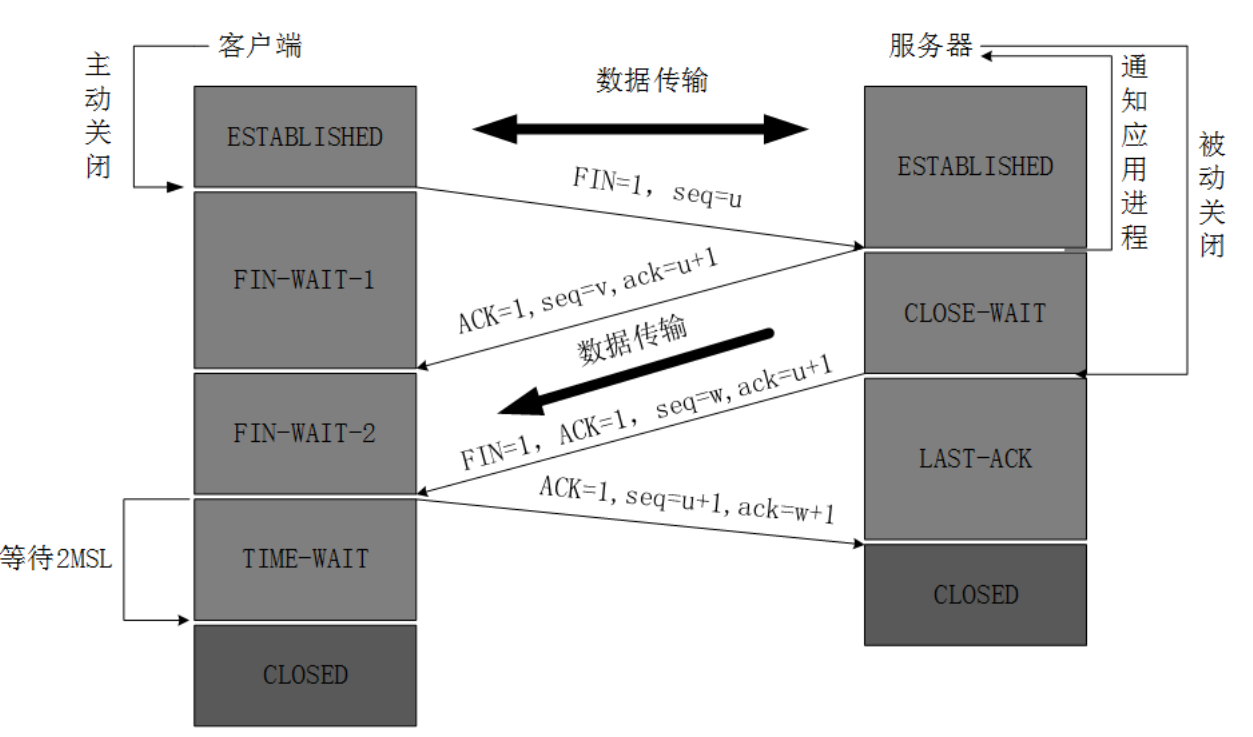 客户端
服务器
主动关闭
数据传输
通知应用进程
被动关闭
ESTABLISHED
ESTABLISHED
FIN=1, seq=u
FIN-WAIT-1
ACK=1,seq=v,ack=u+1
CLOSE-WAIT
数据传输
FIN=1, ACK=1, seq=w,ack=u+1
FIN-WAIT-2
LAST-ACK
ACK=1,seq=u+1,ack=w+1
等待2MSL
TIME-WAIT
CLOSED
CLOSED